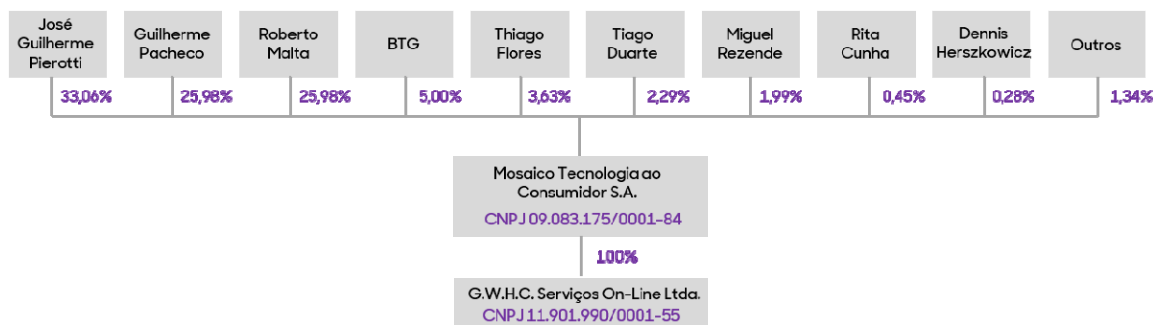 José
Guilherme
Pierotti
Guilherme
Pacheco
Roberto
Malta
BTG
Thiago
Flores
Tiago
Duarte
Miguel
Rezende
Rita
Cunha
Dennis
Herszkowicz
Outros
33,06%
25,98%
25,98%
5,00%
3,63%
2,29%
1,99%
0,45%
0,28%
1,34%
Mosaico Tecnologia ao
Consumidor S.A.
CNPJ 09.083.175/0001-84
100%
G.W.H.C. Serviços On-Line Ltda.
CNPJ 11.901.990/0001-55